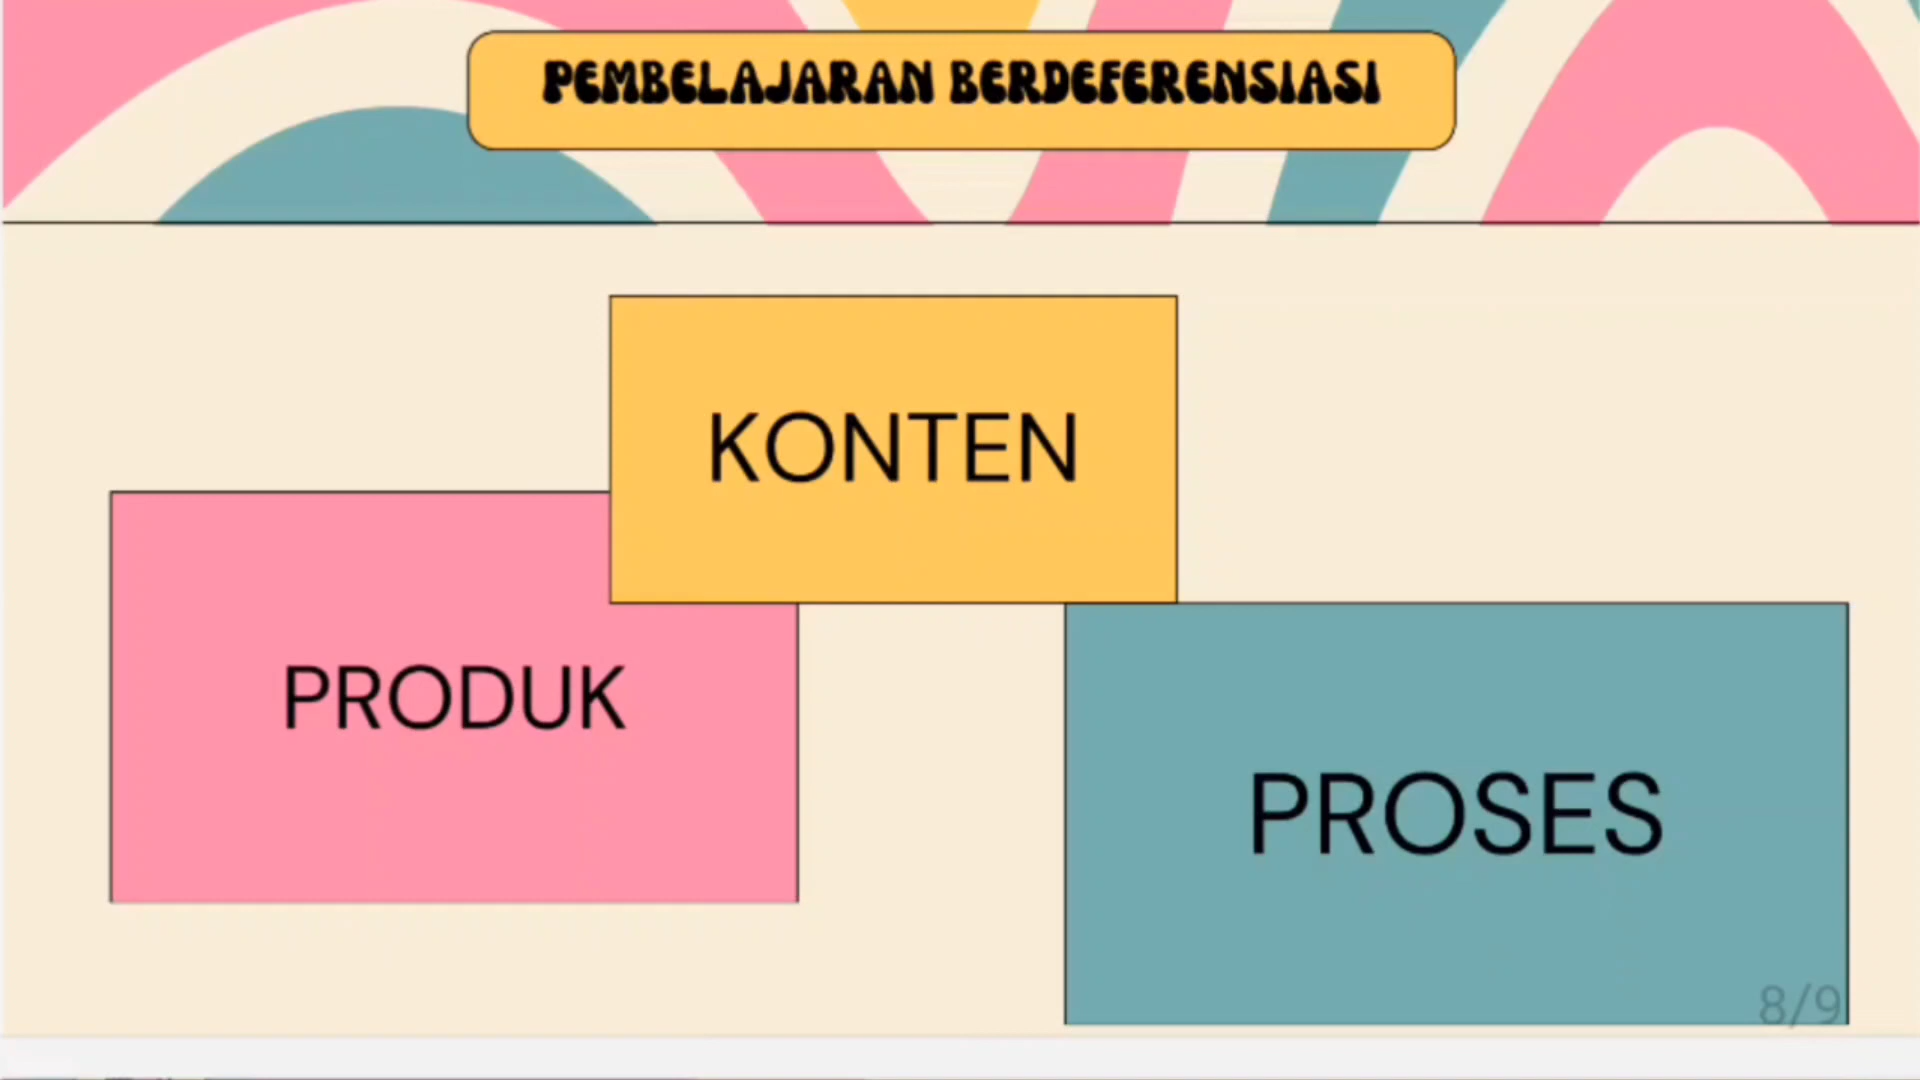 PEMBELAJARAN BERDEFERENSIASI
KONTEN
PRODUK
PROSES
8/9